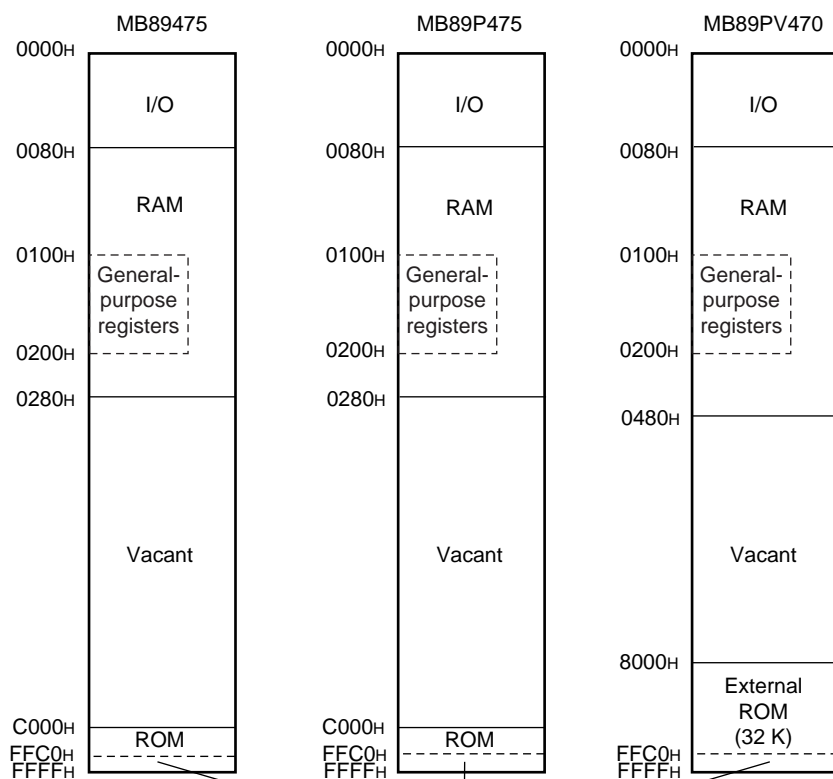 MB89475
0000H
I/O
0080H
RAM
0100H
General-
purpose
registers
0200H
0280H
Vacant
C000H
ROM
FFC0H
FFFFH
MB89P475
0000H
I/O
0080H
RAM
0100H
General-
purpose
registers
0200H
0280H
Vacant
C000H
ROM
FFC0H
FFFFH
MB89PV470
0000H
I/O
0080H
RAM
0100H
General-
purpose
registers
0200H
0480H
Vacant
8000H
External
ROM
(32 K)
FFC0H
FFFFH